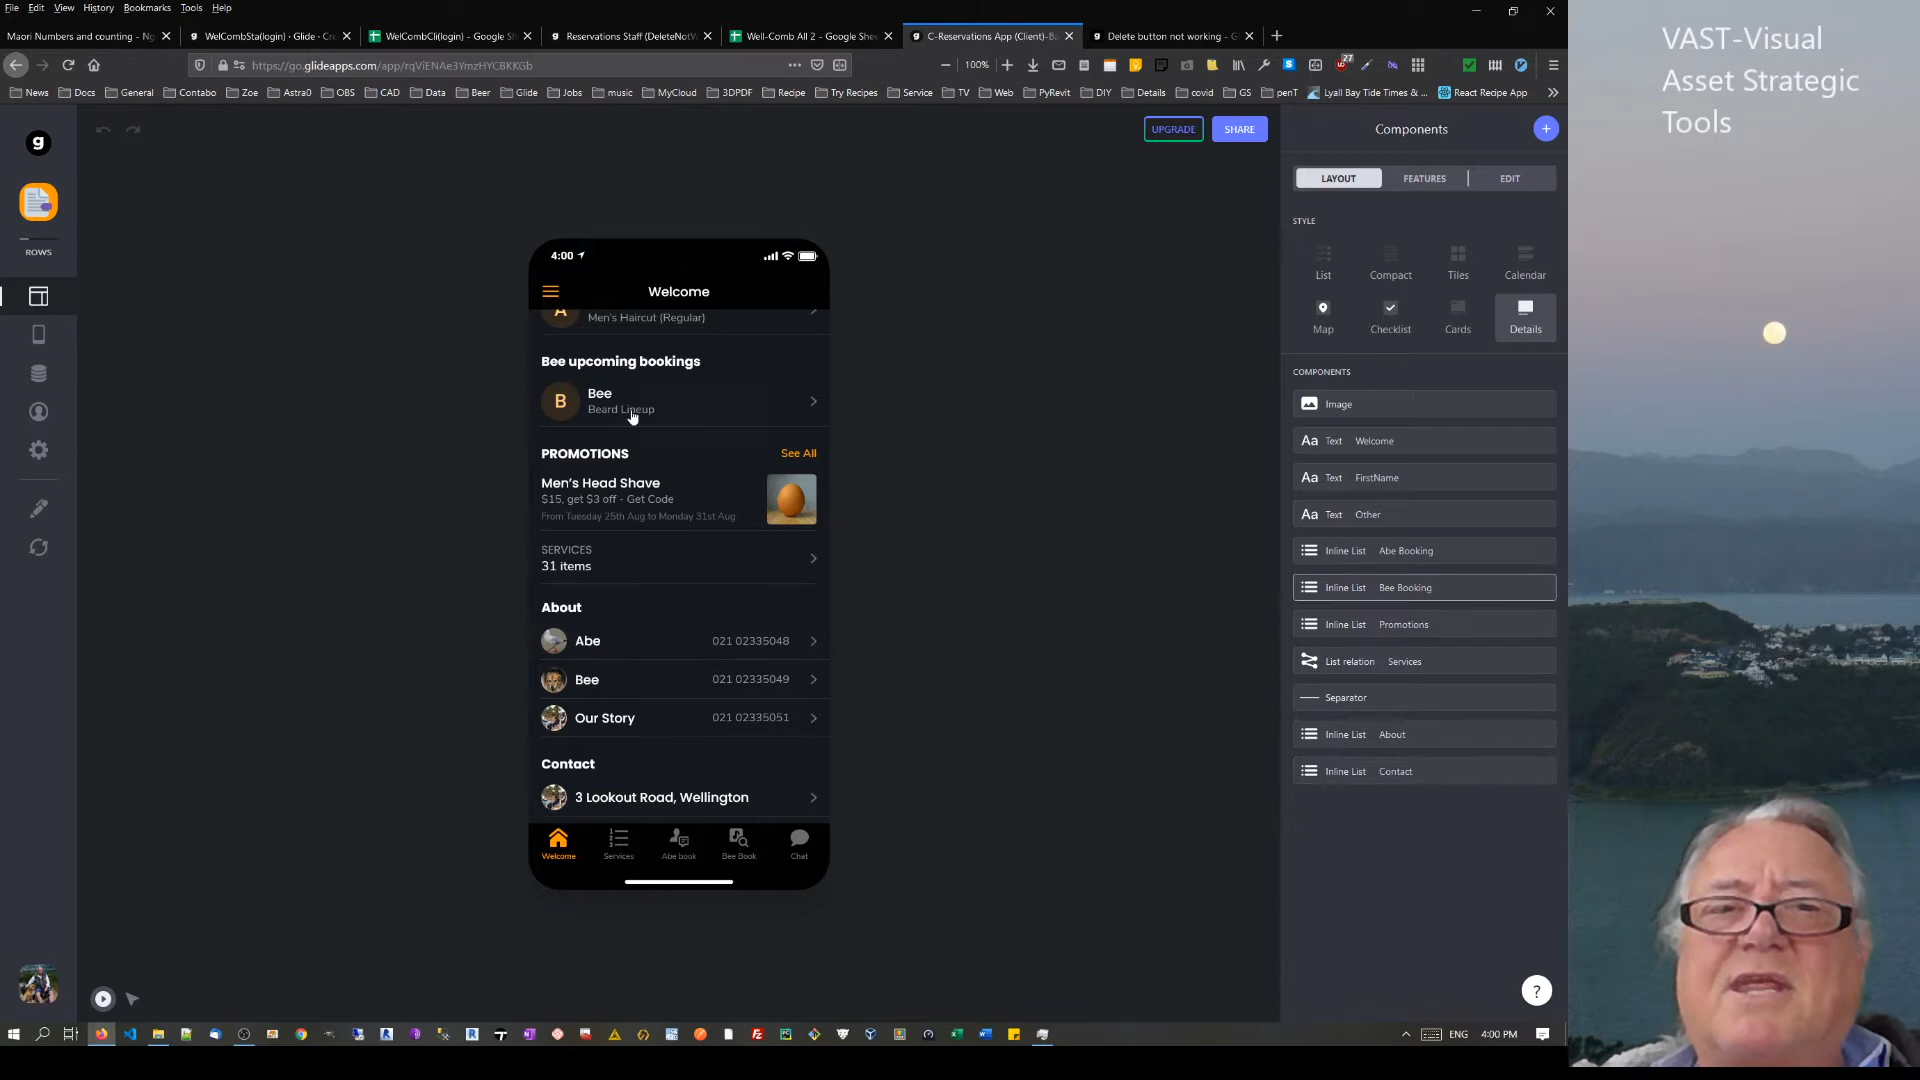 File Edit View History Bookmarks Tools Help
VAST-Visual
Asset Strategic
Tools
Maori Numbers and counting - Ng
WelCombSta(login) · Glide
WelCombCli(login) - Google Sh
Reservations Staff (DeleteNotW
Well-Comb All 2 - Google Shee
C-Reservations App (Client)-Ba
Delete button not working - Gl
https://go.glideapps.com/app/rqViENAe3YmzHYCBKKGb
100%
27
News Docs General Contabo Zoe Astra0 OBS CAD Data Beer Glide Jobs music MyCloud 3DPDF Recipe Try Recipes Service TV Web PyRevit DIY Details covid GS penT Lyall Bay Tide Times & ... React Recipe App
g
ROWS
UPGRADE
SHARE
4:00
Welcome
A
Men's Haircut (Regular)
Bee upcoming bookings
B
Bee
Beard Lineup
PROMOTIONS See All
Men's Head Shave
$15, get $3 off - Get Code
From Tuesday 25th Aug to Monday 31st Aug
SERVICES
31 items
About
Abe 021 02335048
Bee 021 02335049
Our Story 021 02335051
Contact
3 Lookout Road, Wellington
Welcome Services Abe book Bee Book Chat
Components
LAYOUT FEATURES EDIT
STYLE
List Compact Tiles Calendar
Map Checklist Cards Details
COMPONENTS
Image
Aa Text Welcome
Aa Text FirstName
Aa Text Other
Inline List Abe Booking
Inline List Bee Booking
Inline List Promotions
List relation Services
Separator
Inline List About
Inline List Contact
?
ENG 4:00 PM